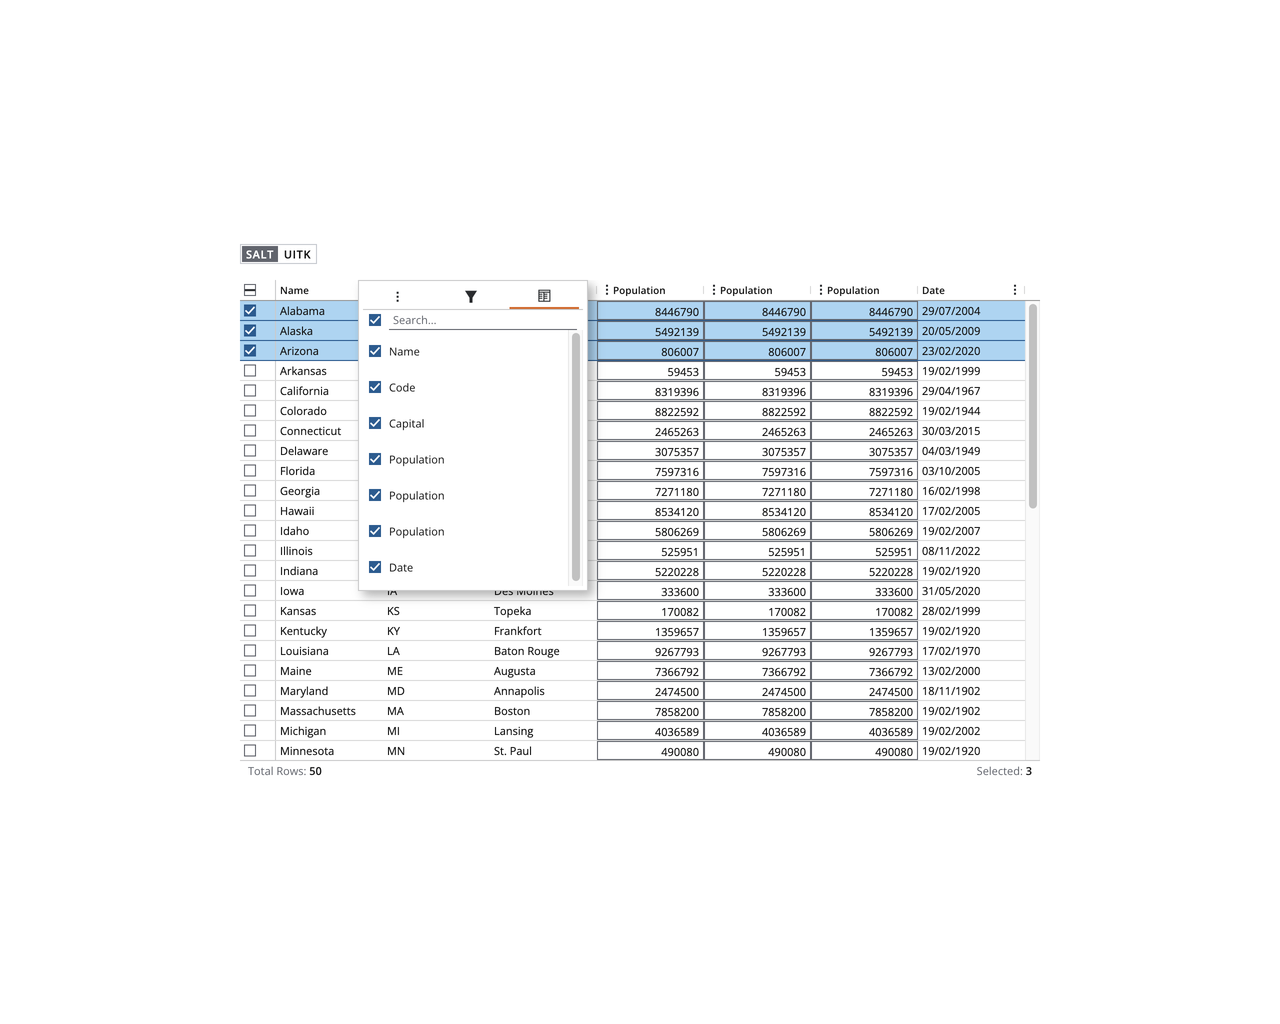 SALT UITK
Name Population Population Population Date
Alabama 8446790 8446790 8446790 29/07/2004
Search...
Alaska 5492139 5492139 5492139 20/05/2009
Arizona Name 806007 806007 806007 23/02/2020
Arkansas 59453 59453 59453 19/02/1999
California Code 8319396 8319396 8319396 29/04/1967
Colorado 8822592 8822592 8822592 19/02/1944
Connecticut Capital 2465263 2465263 2465263 30/03/2015
Delaware Population 3075357 3075357 3075357 04/03/1949
Florida 7597316 7597316 7597316 03/10/2005
Georgia Population 7271180 7271180 7271180 16/02/1998
Hawaii 8534120 8534120 8534120 17/02/2005
Idaho Population 5806269 5806269 5806269 19/02/2007
Illinois 525951 525951 525951 08/11/2022
Indiana Date 5220228 5220228 5220228 19/02/1920
Iowa IA Des Moines 333600 333600 333600 31/05/2020
Kansas KS Topeka 170082 170082 170082 28/02/1999
Kentucky KY Frankfort 1359657 1359657 1359657 19/02/1920
Louisiana LA Baton Rouge 9267793 9267793 9267793 17/02/1970
Maine ME Augusta 7366792 7366792 7366792 13/02/2000
Maryland MD Annapolis 2474500 2474500 2474500 18/11/1902
Massachusetts MA Boston 7858200 7858200 7858200 19/02/1902
Michigan MI Lansing 4036589 4036589 4036589 19/02/2002
Minnesota MN St. Paul 490080 490080 490080 19/02/1920
Total Rows: 50 Selected: 3